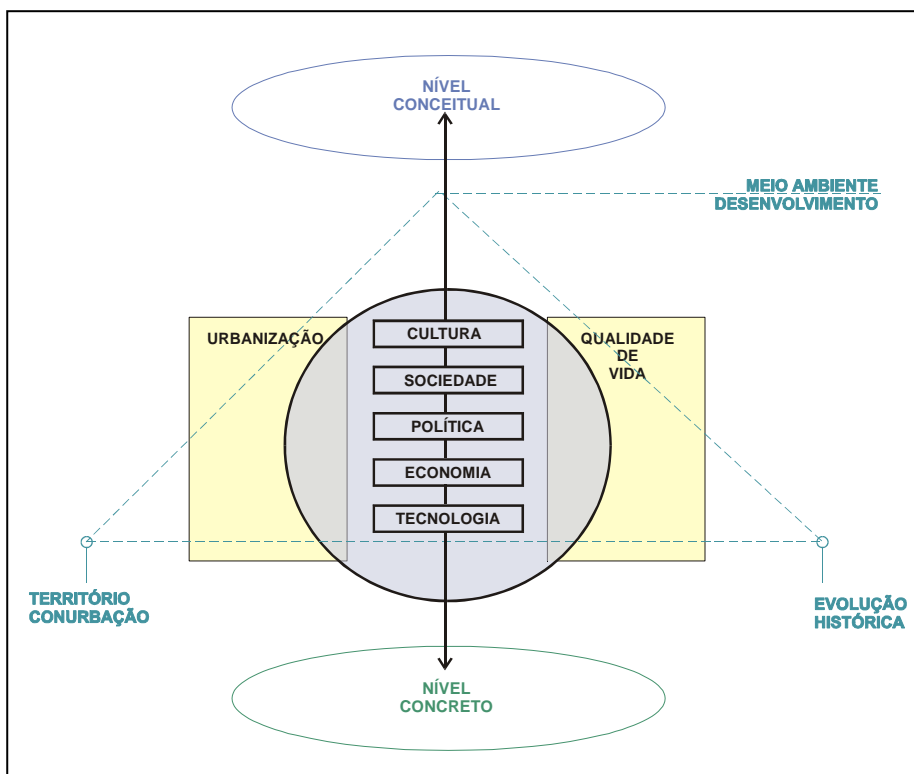 NÍVEL
CONCEITUAL
MEIO AMBIENTE
DESENVOLVIMENTO
URBANIZAÇÃO
CULTURA
QUALIDADE
DE
VIDA
SOCIEDADE
POLÍTICA
ECONOMIA
TECNOLOGIA
TERRITÓRIO
CONURBAÇÃO
EVOLUÇÃO
HISTÓRICA
NÍVEL
CONCRETO